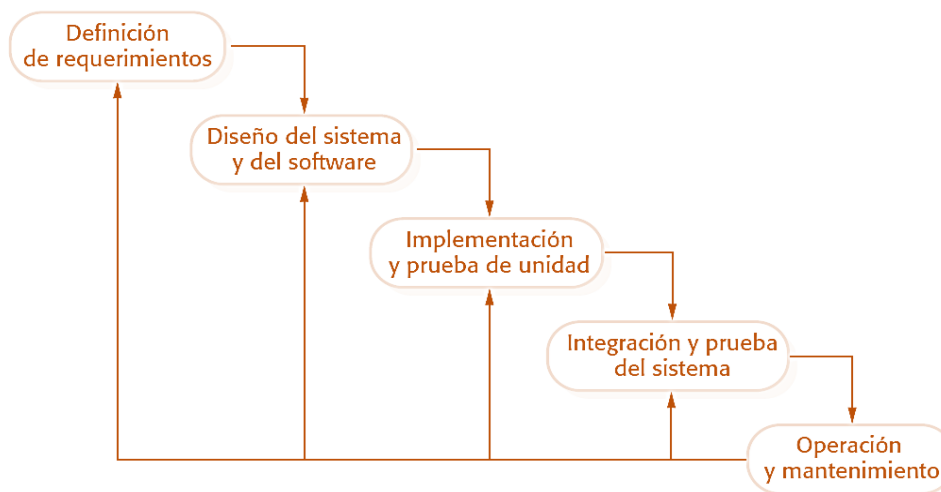 Definición
de requerimientos
Diseño del sistema
y del software
Implementación
y prueba de unidad
Integración y prueba
del sistema
Operación
y mantenimiento